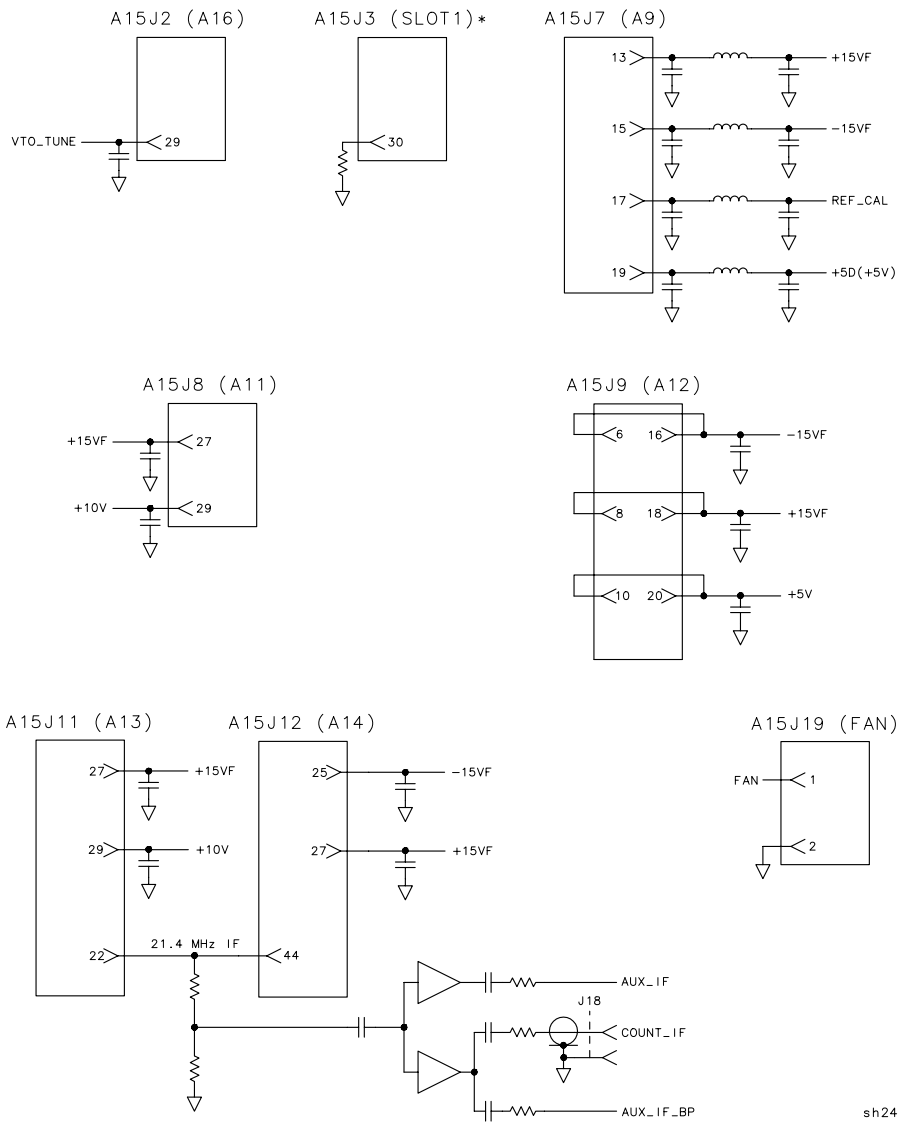 A15J2 (A16)
A15J3 (SLOT1)*
A15J7 (A9)
VTO_TUNE
29
30
13
+15VF
15
-15VF
17
REF_CAL
19
+5D(+5V)
A15J8 (A11)
A15J9 (A12)
+15VF
27
+10V
29
6
16
-15VF
8
18
+15VF
10
20
+5V
A15J11 (A13)
A15J12 (A14)
A15J19 (FAN)
27
+15VF
29
+10V
22
21.4 MHz IF
25
-15VF
27
+15VF
44
FAN
1
2
AUX_IF
J18
COUNT_IF
AUX_IF_BP
sh24